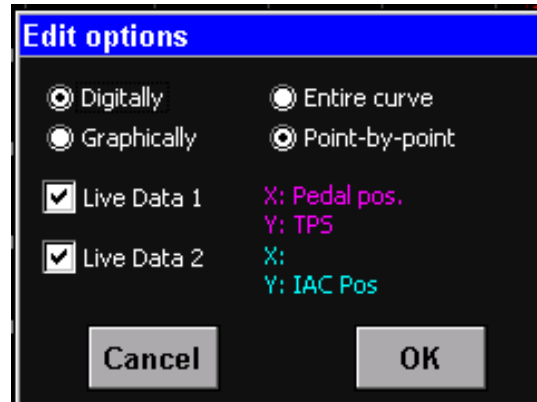 Edit options
Digitally Entire curve
Graphically Point-by-point
Live Data 1 X: Pedal pos.
Y: TPS
Live Data 2 X:
Y: IAC Pos
Cancel OK